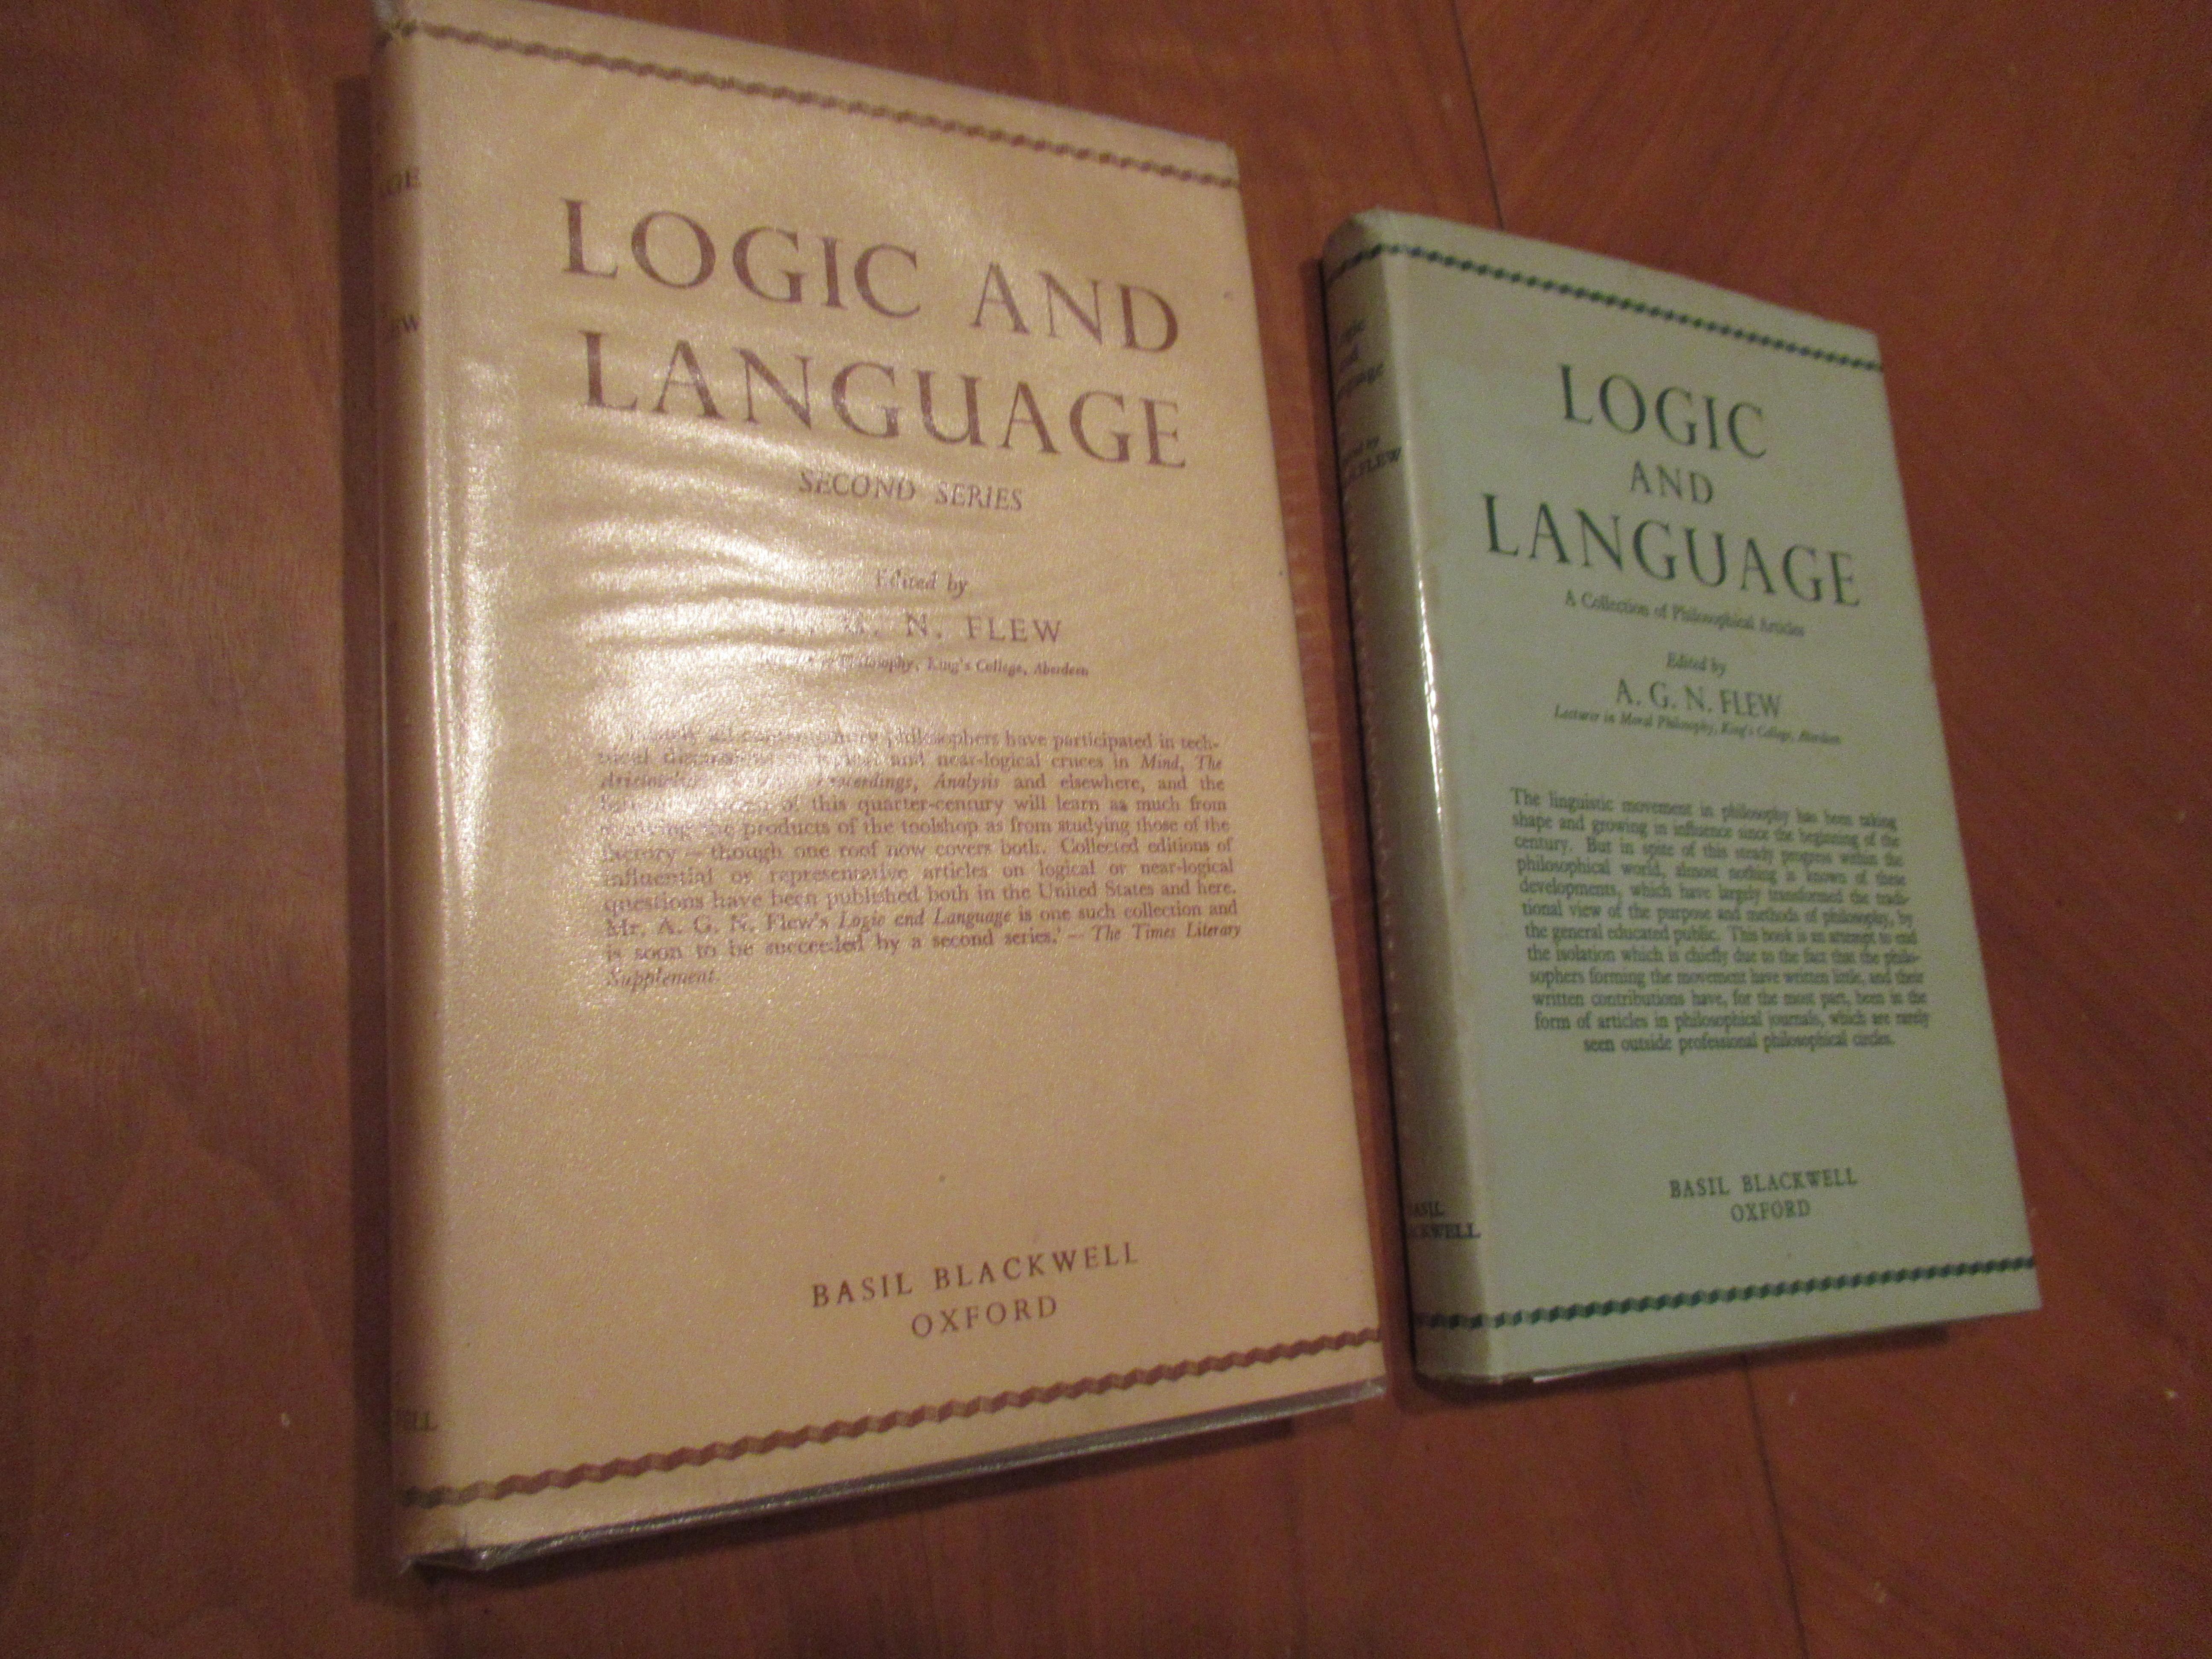 LOGIC AND
LANGUAGE
SECOND SERIES
Edited by
G. N. FLEW
Philosophy, King's College, Aberdeen
philosophers have participated in tech-
and near-logical cruces in Mind, The
Proceedings, Analysis and elsewhere, and the
of this quarter-century will learn as much from
the products of the toolshop as from studying those of the
factory — though one roof now covers both. Collected editions of
influential or representative articles on logical or near-logical
questions have been published both in the United States and here.
Mr. A. G. N. Flew's Logic and Language is one such collection and
is soon to be succeeded by a second series.' — The Times Literary
Supplement.
BASIL BLACKWELL
OXFORD
LOGIC
AND
LANGUAGE
A Collection of Philosophical Articles
Edited by
A. G. N. FLEW
Lecturer in Moral Philosophy, King's College, Aberdeen
The linguistic movement in philosophy has been taking
shape and growing in influence since the beginning of the
century. But in spite of this steady progress within the
philosophical world, almost nothing is known of these
developments, which have largely transformed the tradi-
tional view of the purpose and methods of philosophy, by
the general educated public. This book is an attempt to end
the isolation which is chiefly due to the fact that the philo-
sophers forming the movement have written little, and their
written contributions have, for the most part, been in the
form of articles in philosophical journals, which are rarely
seen outside professional philosophical circles.
BASIL BLACKWELL
OXFORD